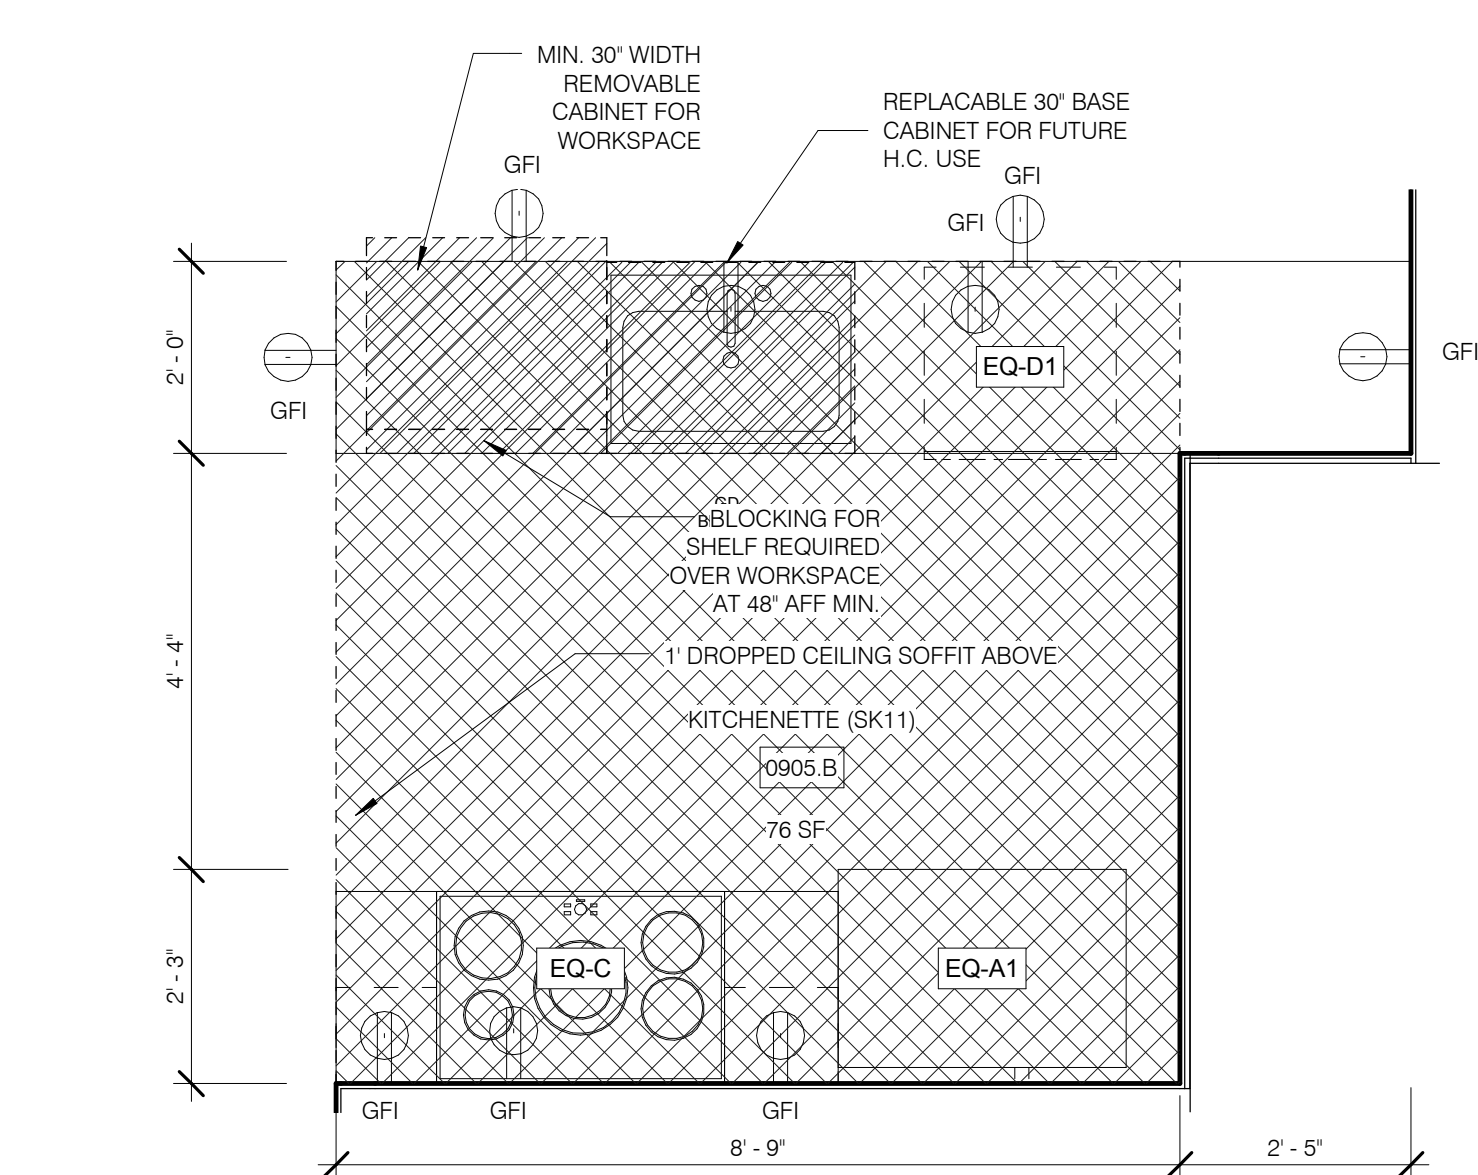 MIN. 30" WIDTH
REMOVABLE
CABINET FOR
WORKSPACE
REPLACABLE 30" BASE
CABINET FOR FUTURE
H.C. USE
GFI
GFI
GFI
GFI
GFI
2' - 0"
4' - 4"
2' - 3"
EQ-D1
GD
BBLOCKING FOR
SHELF REQUIRED
OVER WORKSPACE
AT 48" AFF MIN.
1' DROPPED CEILING SOFFIT ABOVE
KITCHENETTE (SK11)
0905.B
76 SF
EQ-C
EQ-A1
GFI
GFI
GFI
8' - 9"
2' - 5"